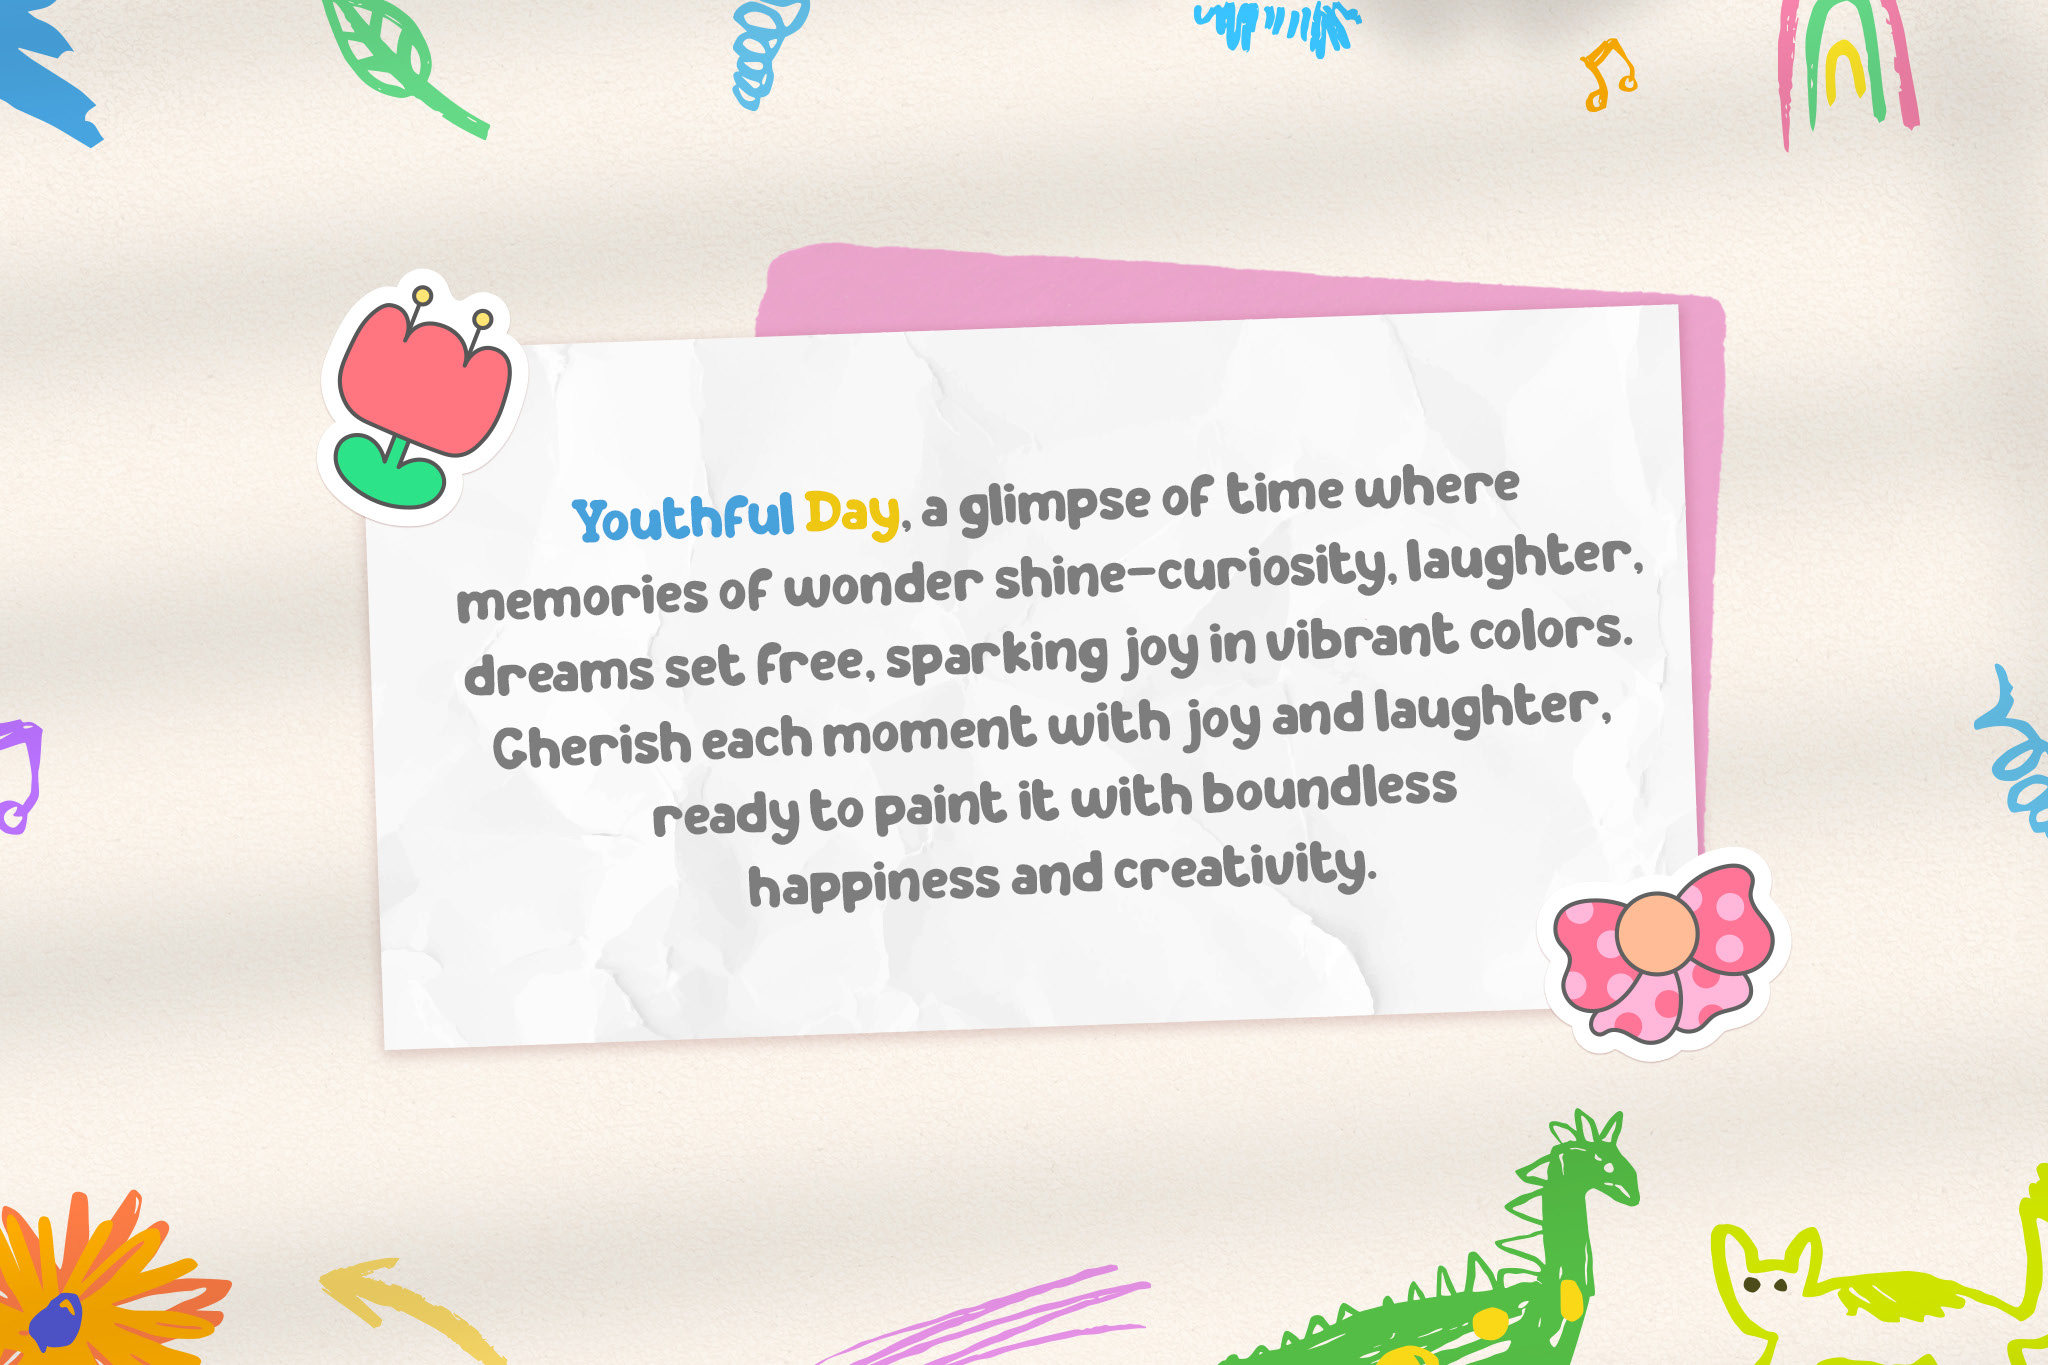 Youthful Day, a glimpse of time where
memories of wonder shine-curiosity, laughter,
dreams set free, sparking joy in vibrant colors.
Cherish each moment with joy and laughter,
ready to paint it with boundless
happiness and creativity.